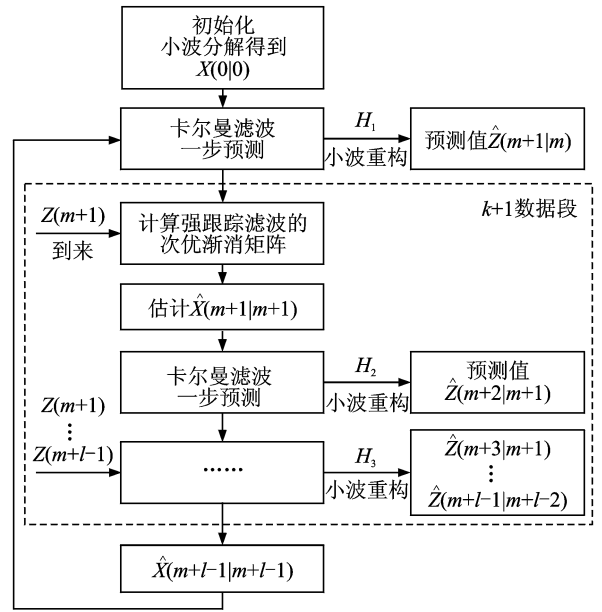 初始化
小波分解得到
X(0|0)
卡尔曼滤波
一步预测
H₁
小波重构
预测值Ẑ(m+1|m)
k+1数据段
Z(m+1)
到来
计算强跟踪滤波的
次优渐消矩阵
估计X̂(m+1|m+1)
卡尔曼滤波
一步预测
H₂
小波重构
预测值
Ẑ(m+2|m+1)
Z(m+1)
⋮
Z(m+l-1)
……
H₃
小波重构
Ẑ(m+3|m+1)
⋮
Ẑ(m+l-1|m+l-2)
X̂(m+l-1|m+l-1)